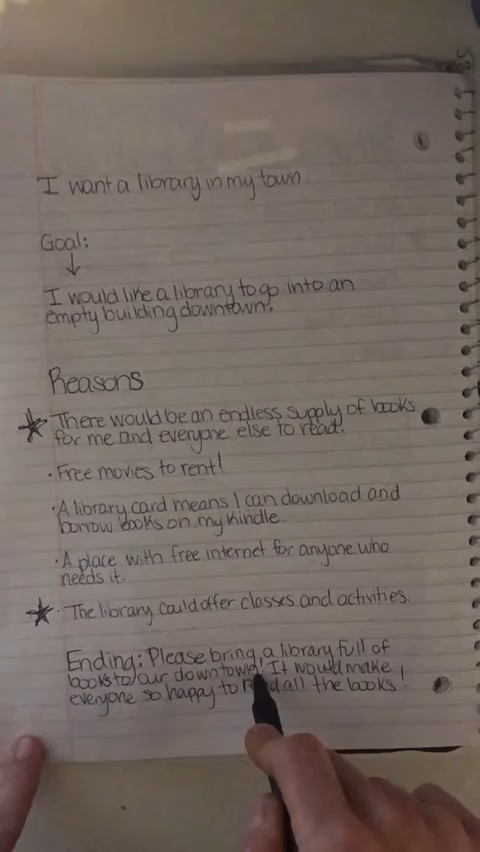 I want a library in my town.
Goal:
↓
I would like a library to go into an
empty building downtown.
Reasons
★ There would be an endless supply of books
for me and everyone else to read.
· Free movies to rent!
· A library card means I can download and
borrow books on my Kindle.
· A place with free internet for anyone who
needs it.
★ · The library could offer classes and activities.
Ending: Please bring a library full of
books to our downtown! It would make
everyone so happy to read all the books!